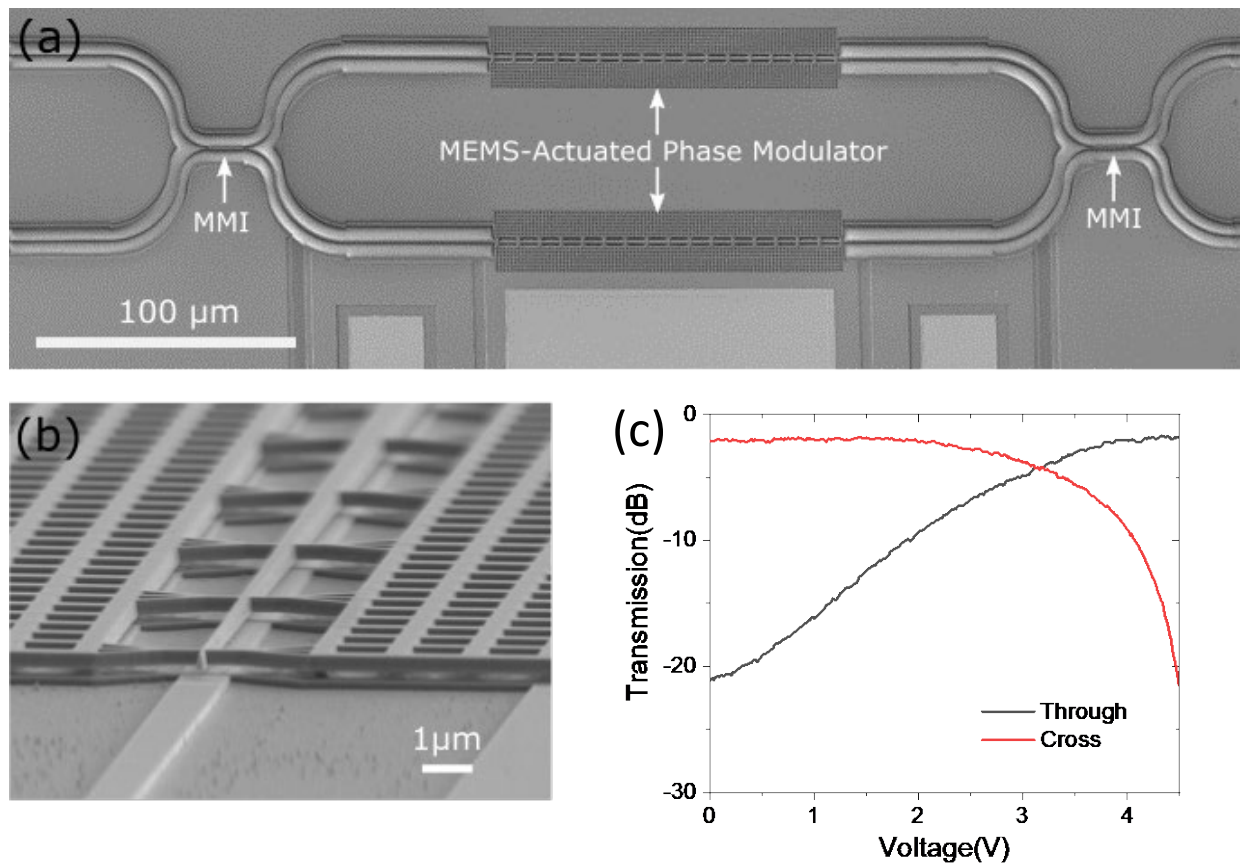 (a)
MEMS-Actuated Phase Modulator
MMI
MMI
100 μm
(b)
1μm
(c)
0
-10
-20
-30
Transmission(dB)
Through
Cross
0 1 2 3 4
Voltage(V)